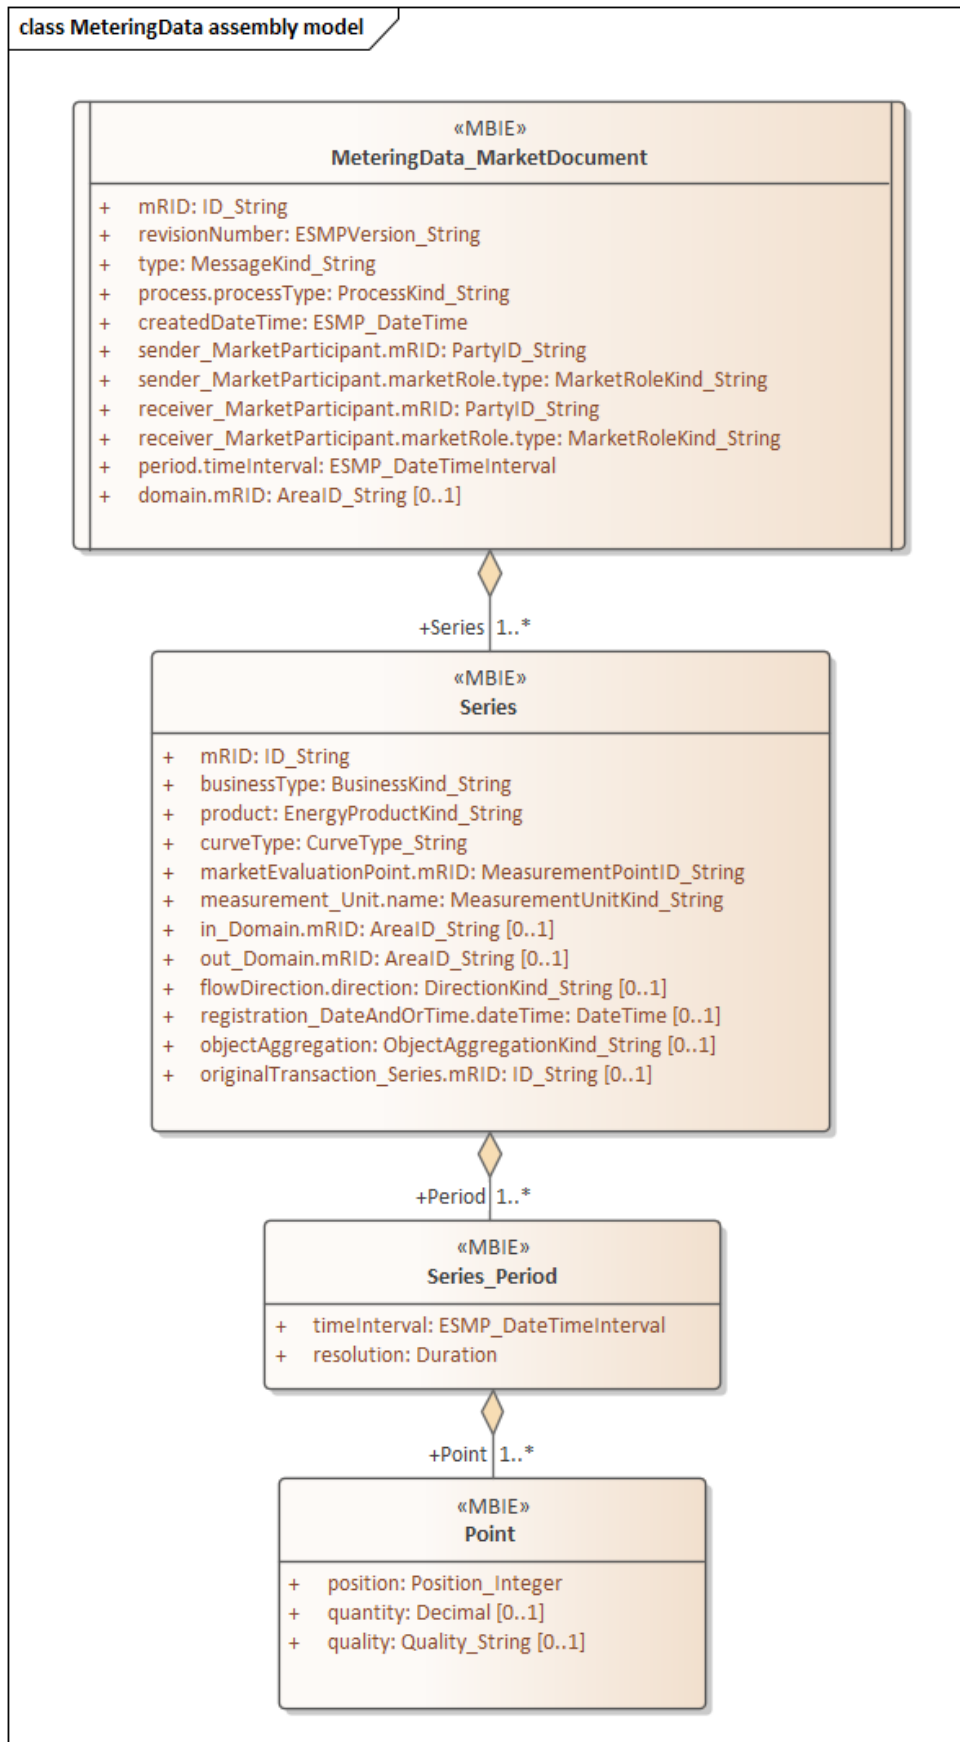 class MeteringData assembly model
«MBIE»
MeteringData_MarketDocument
+ mRID: ID_String
+ revisionNumber: ESMPVersion_String
+ type: MessageKind_String
+ process.processType: ProcessKind_String
+ createdDateTime: ESMP_DateTime
+ sender_MarketParticipant.mRID: PartyID_String
+ sender_MarketParticipant.marketRole.type: MarketRoleKind_String
+ receiver_MarketParticipant.mRID: PartyID_String
+ receiver_MarketParticipant.marketRole.type: MarketRoleKind_String
+ period.timeInterval: ESMP_DateTimeInterval
+ domain.mRID: AreaID_String [0..1]
+Series 1..*
«MBIE»
Series
+ mRID: ID_String
+ businessType: BusinessKind_String
+ product: EnergyProductKind_String
+ curveType: CurveType_String
+ marketEvaluationPoint.mRID: MeasurementPointID_String
+ measurement_Unit.name: MeasurementUnitKind_String
+ in_Domain.mRID: AreaID_String [0..1]
+ out_Domain.mRID: AreaID_String [0..1]
+ flowDirection.direction: DirectionKind_String [0..1]
+ registration_DateAndOrTime.dateTime: DateTime [0..1]
+ objectAggregation: ObjectAggregationKind_String [0..1]
+ originalTransaction_Series.mRID: ID_String [0..1]
+Period 1..*
«MBIE»
Series_Period
+ timeInterval: ESMP_DateTimeInterval
+ resolution: Duration
+Point 1..*
«MBIE»
Point
+ position: Position_Integer
+ quantity: Decimal [0..1]
+ quality: Quality_String [0..1]